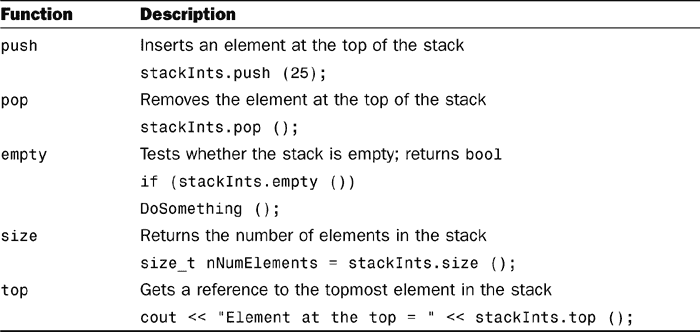 Function Description
push Inserts an element at the top of the stack
stackInts.push (25);
pop Removes the element at the top of the stack
stackInts.pop ();
empty Tests whether the stack is empty; returns bool
if (stackInts.empty ())
DoSomething ();
size Returns the number of elements in the stack
size_t nNumElements = stackInts.size ();
top Gets a reference to the topmost element in the stack
cout << "Element at the top = " << stackInts.top ();